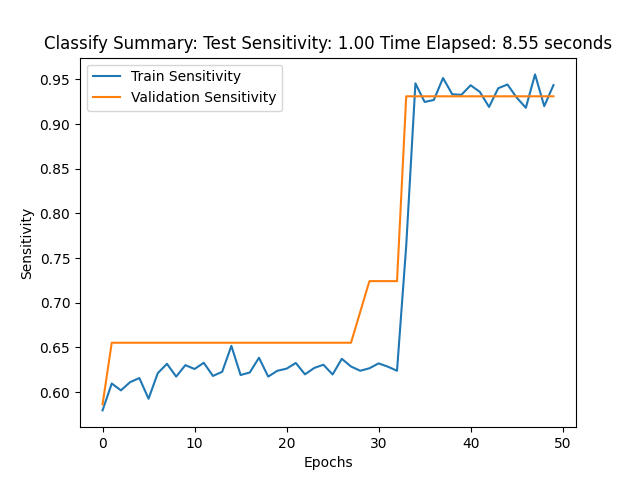 Classify Summary: Test Sensitivity: 1.00 Time Elapsed: 8.55 seconds
Train Sensitivity
Validation Sensitivity
0.95
0.90
0.85
0.80
0.75
0.70
0.65
0.60
Sensitivity
0 10 20 30 40 50
Epochs